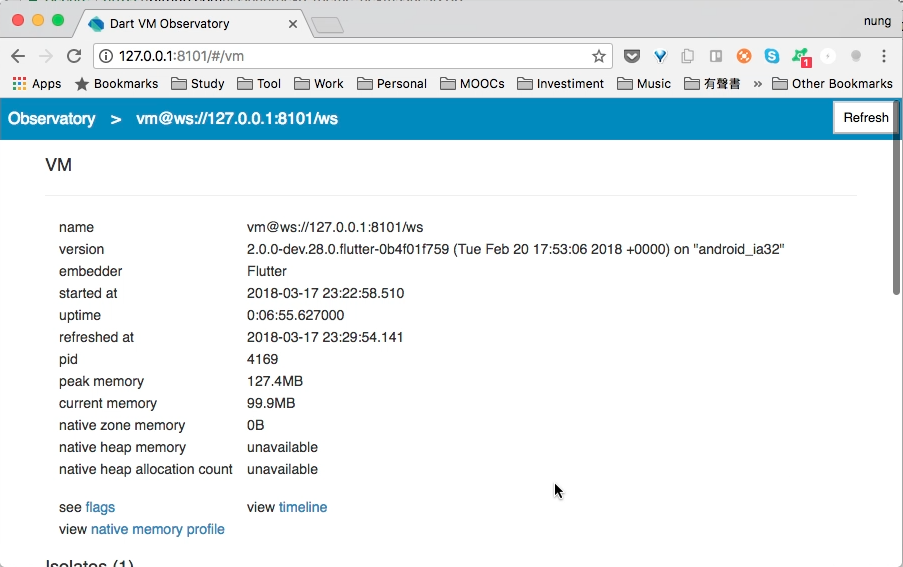 Dart VM Observatory
nung
127.0.0.1:8101/#/vm
1
Apps Bookmarks Study Tool Work Personal MOOCs Investiment Music 有聲書 » Other Bookmarks
Observatory > vm@ws://127.0.0.1:8101/ws Refresh
VM
name vm@ws://127.0.0.1:8101/ws
version 2.0.0-dev.28.0.flutter-0b4f01f759 (Tue Feb 20 17:53:06 2018 +0000) on "android_ia32"
embedder Flutter
started at 2018-03-17 23:22:58.510
uptime 0:06:55.627000
refreshed at 2018-03-17 23:29:54.141
pid 4169
peak memory 127.4MB
current memory 99.9MB
native zone memory 0B
native heap memory unavailable
native heap allocation count unavailable
see flags view timeline
view native memory profile
Isolates (1)